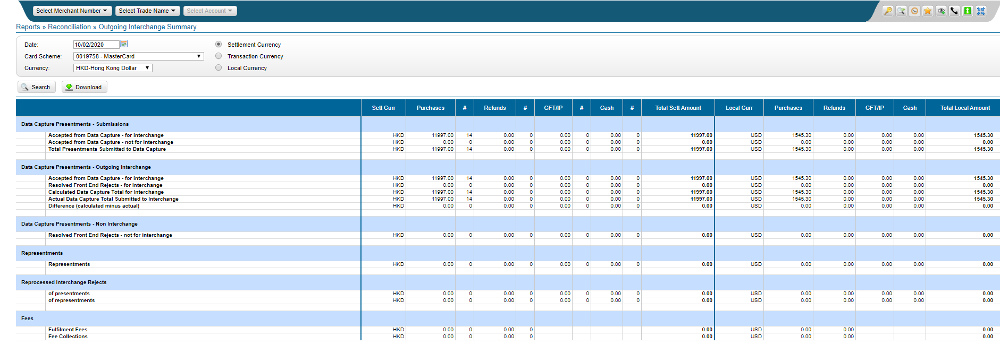 Select Merchant Number Select Trade Name Select Account
Reports » Reconciliation » Outgoing Interchange Summary
Date: 10/02/2020 Settlement Currency
Card Scheme: 0019758 - MasterCard Transaction Currency
Currency: HKD-Hong Kong Dollar Local Currency
Search Download
Sett Curr Purchases # Refunds # CFT/IP # Cash # Total Sett Amount Local Curr Purchases Refunds CFT/IP Cash Total Local Amount
Data Capture Presentments - Submissions
Accepted from Data Capture - for interchange HKD 11997.00 14 0.00 0 0.00 0 0.00 0 11997.00 USD 1545.30 0.00 0.00 0.00 1545.30
Accepted from Data Capture - not for interchange HKD 0.00 0 0.00 0 0.00 0 0.00 0 0.00 USD 0.00 0.00 0.00 0.00 0.00
Total Presentments Submitted to Data Capture HKD 11997.00 14 0.00 0 0.00 0 0.00 0 11997.00 USD 1545.30 0.00 0.00 0.00 1545.30
Data Capture Presentments - Outgoing Interchange
Accepted from Data Capture - for interchange HKD 11997.00 14 0.00 0 0.00 0 0.00 0 11997.00 USD 1545.30 0.00 0.00 0.00 1545.30
Resolved Front End Rejects - for interchange HKD 0.00 0 0.00 0 0.00 0 0.00 0 0.00 USD 0.00 0.00 0.00 0.00 0.00
Calculated Data Capture Total for Interchange HKD 11997.00 14 0.00 0 0.00 0 0.00 0 11997.00 USD 1545.30 0.00 0.00 0.00 1545.30
Actual Data Capture Total Submitted to Interchange HKD 11997.00 14 0.00 0 0.00 0 0.00 0 11997.00 USD 1545.30 0.00 0.00 0.00 1545.30
Difference (calculated minus actual) HKD 0.00 0 0.00 0 0.00 0 0.00 0 0.00 USD 0.00 0.00 0.00 0.00 0.00
Data Capture Presentments - Non Interchange
Resolved Front End Rejects - not for interchange HKD 0.00 0 0.00 0 0.00 0 0.00 0 0.00 USD 0.00 0.00 0.00 0.00 0.00
Representments
Representments HKD 0.00 0 0.00 0 0.00 0 0.00 0 0.00 USD 0.00 0.00 0.00 0.00 0.00
Reprocessed Interchange Rejects
of presentments HKD 0.00 0 0.00 0 0.00 0 0.00 0 0.00 USD 0.00 0.00 0.00 0.00 0.00
of representments HKD 0.00 0 0.00 0 0.00 0 0.00 0 0.00 USD 0.00 0.00 0.00 0.00 0.00
Fees
Fulfilment Fees HKD 0.00 0 0.00 0 0.00 USD 0.00 0.00 0.00
Fee Collections HKD 0.00 0 0.00 0 0.00 USD 0.00 0.00 0.00